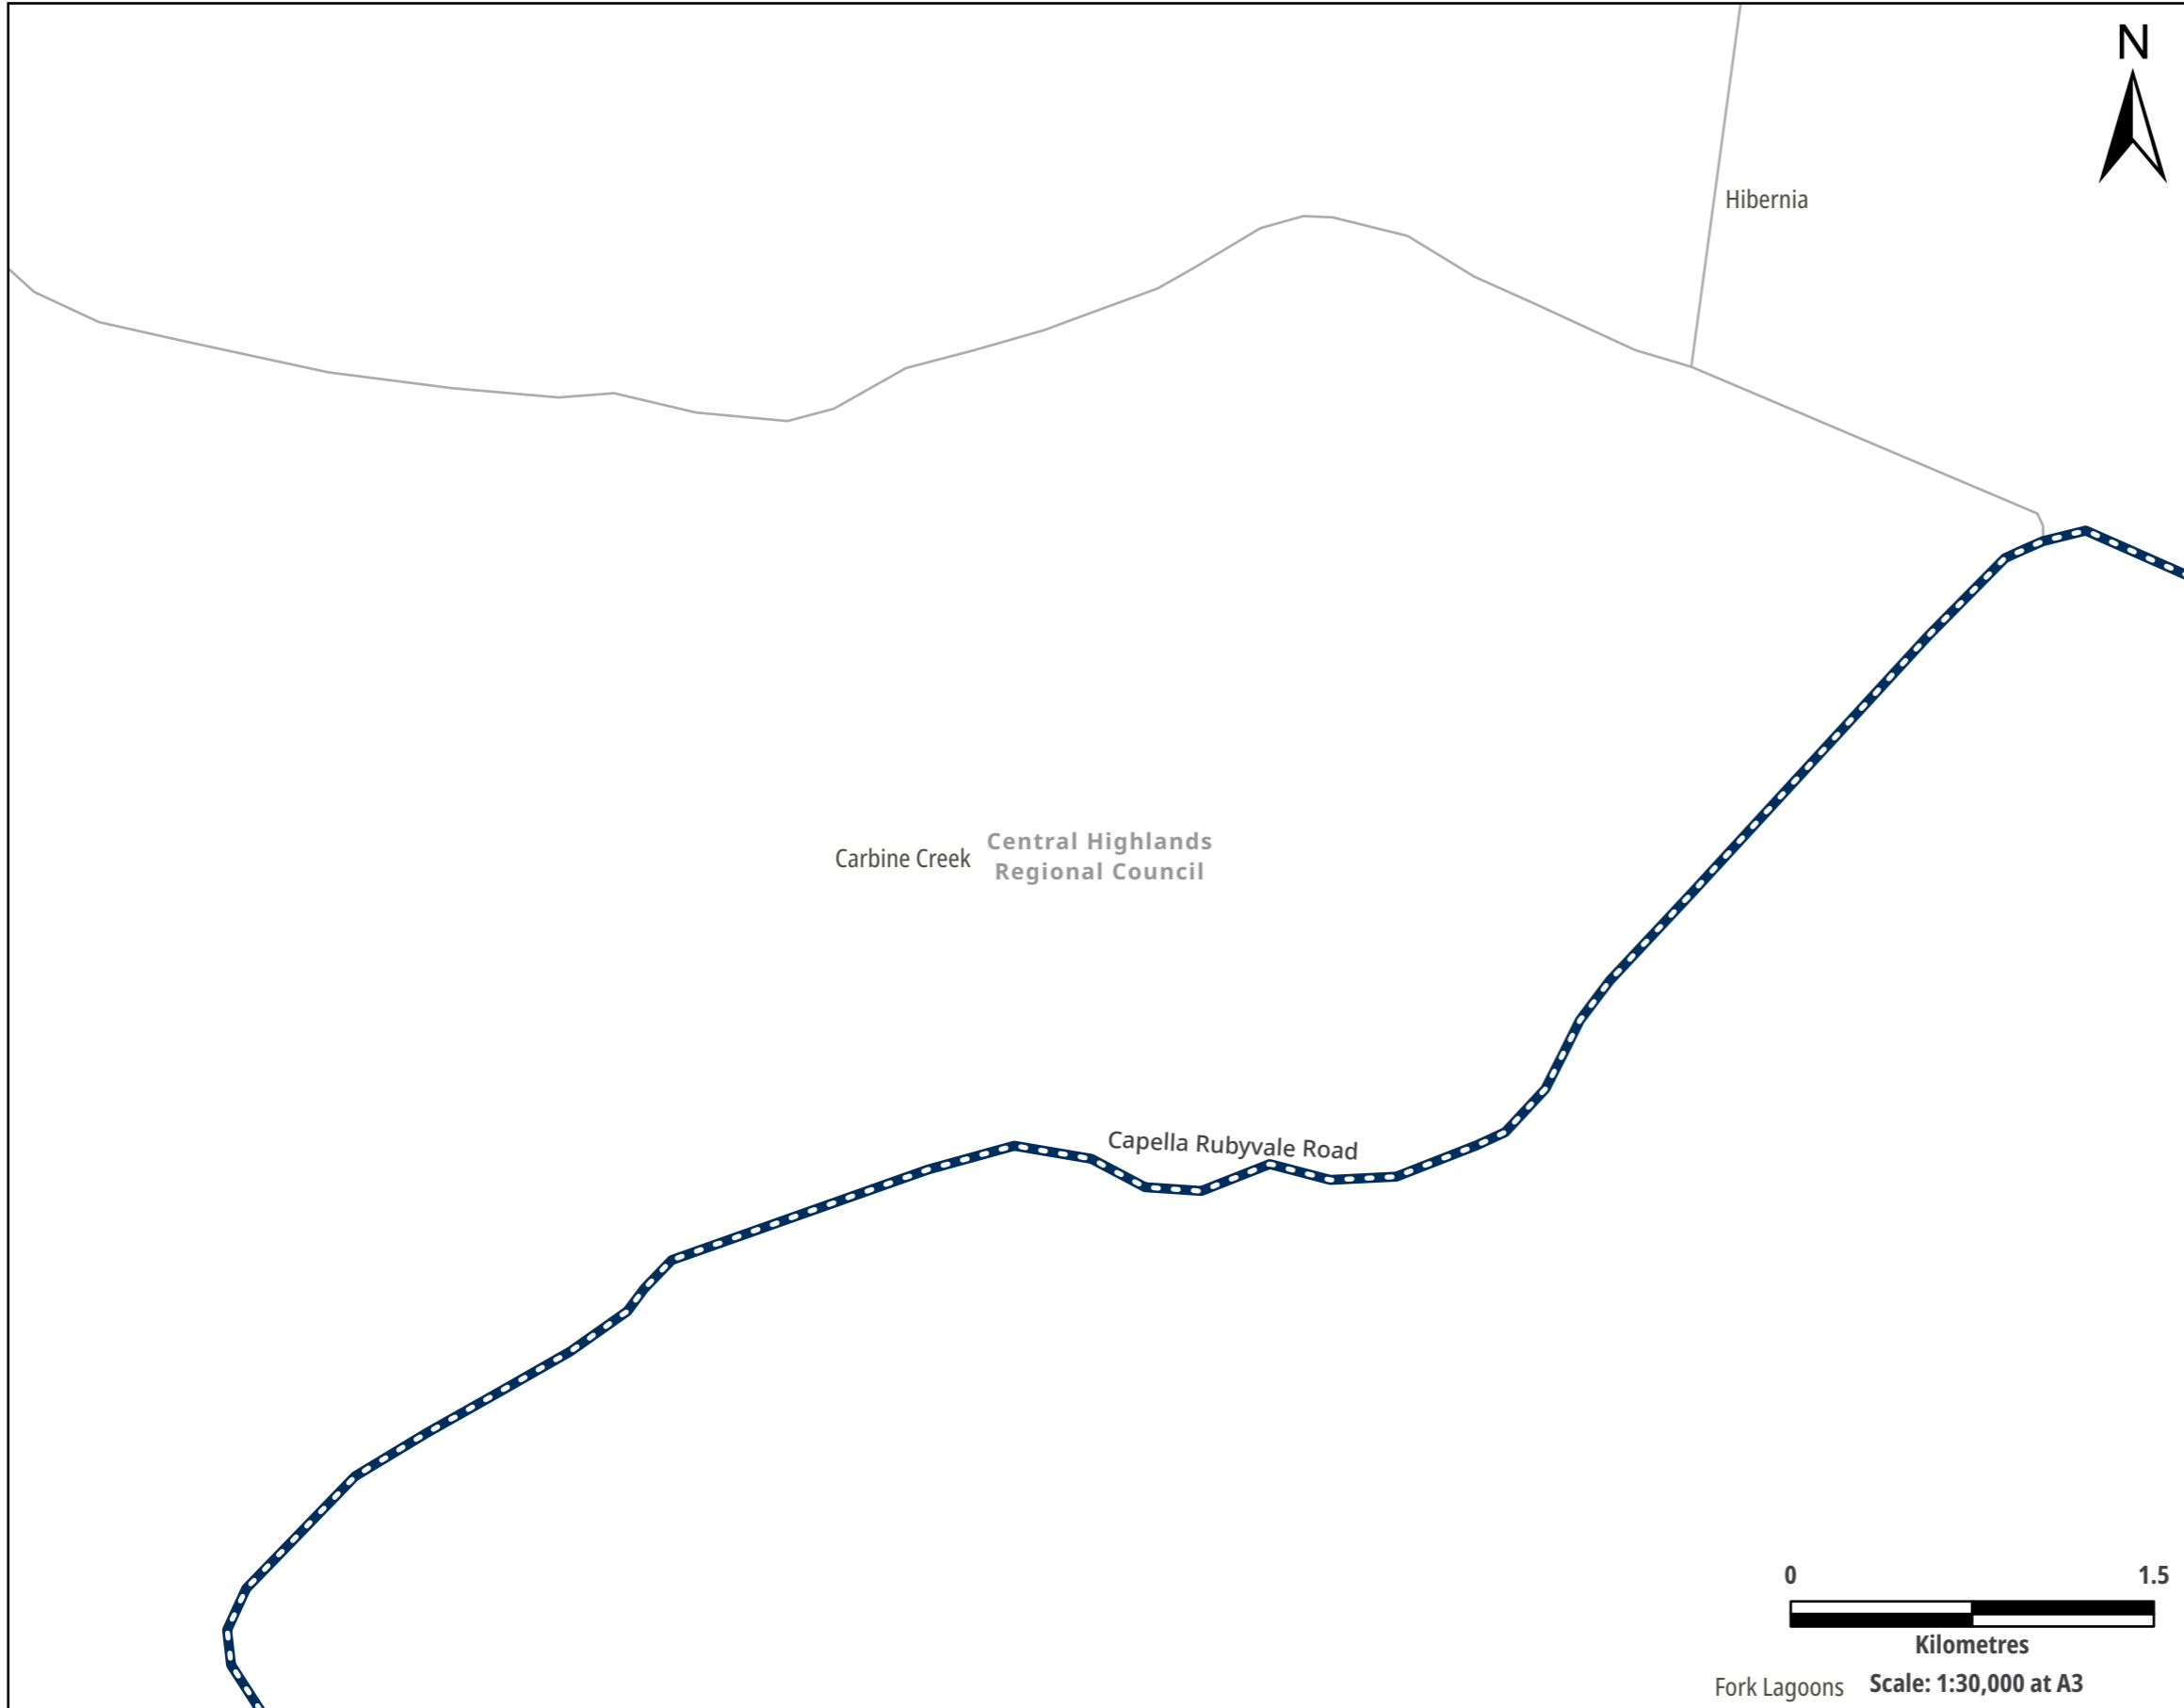 N
Hibernia
Central Highlands
Carbine Creek
Regional Council
Capella Rubyvale Road
0 1.5
Kilometres
Fork Lagoons Scale: 1:30,000 at A3